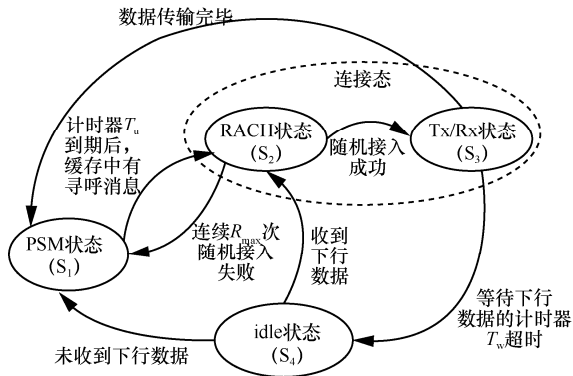 数据传输完毕
连接态
计时器Tu
到期后，
缓存中有
寻呼消息
RACH状态
(S2)
随机接入
成功
Tx/Rx状态
(S3)
PSM状态
(S1)
连续Rmax次
随机接入
失败
收到
下行
数据
等待下行
数据的计时器
Tw超时
未收到下行数据
idle状态
(S4)